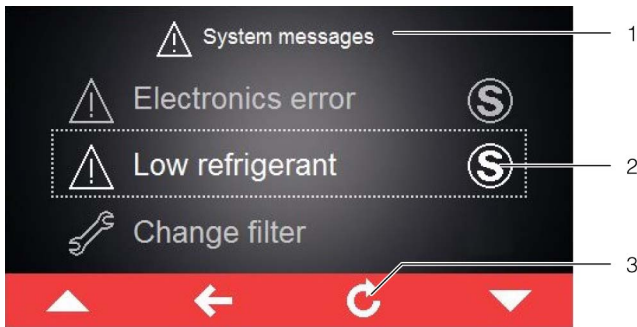 System messages
1
Electronics error
S
Low refrigerant
S
2
Change filter
3